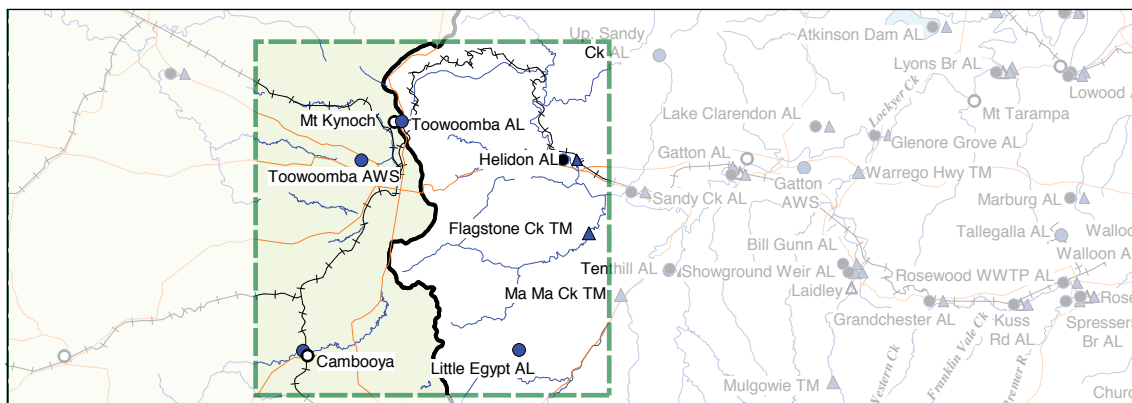 Up. Sandy
Ck AL
Atkinson Dam AL
Lyons Br AL
Lowood A
Mt Kynoch
Toowoomba AL
Lake Clarendon AL
Lockyer Ck
Mt Tarampa
Glenore Grove AL
Helidon AL
Gatton AL
Toowoomba AWS
Gatton
AWS
Warrego Hwy TM
Sandy Ck AL
Marburg AL
Flagstone Ck TM
Tallegalla AL
Walloo
Bill Gunn AL
Walloon A
Tenthill AL
Showground Weir AL
Rosewood WWTP AL
Laidley
Ma Ma Ck TM
Rose
Grandchester AL
Kuss
Rd AL
Spressers
Br AL
Cambooya
Little Egypt AL
Mulgowie TM
Western Ck
Franklin Vale Ck
Bremer R.
Churc